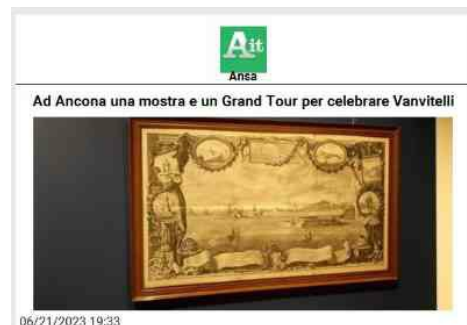 Ait
Ansa
Ad Ancona una mostra e un Grand Tour per celebrare Vanvitelli
06/21/2023 19:33